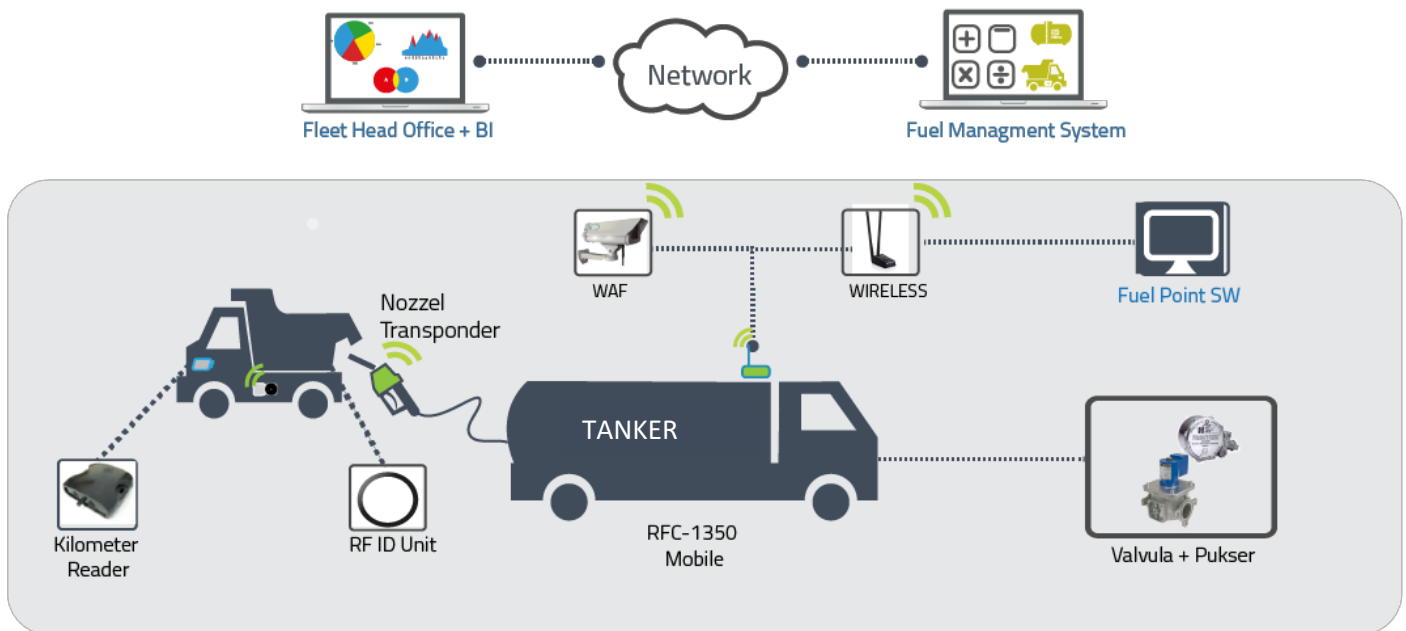 Network
Fleet Head Office + BI
Fuel Managment System
WAF
WIRELESS
Fuel Point SW
Nozzel
Transponder
TANKER
Kilometer
Reader
RF ID Unit
RFC-1350
Mobile
Valvula + Pukser